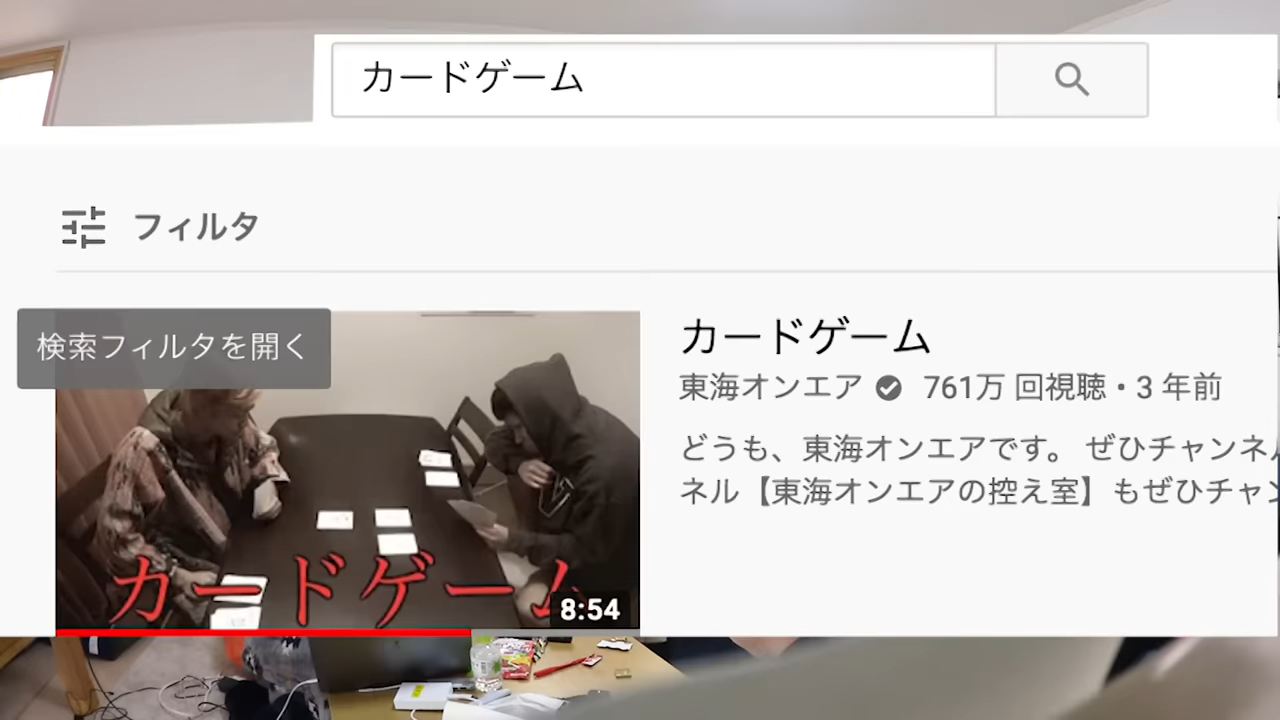 カードゲーム
フィルタ
検索フィルタを開く
カードゲーム
東海オンエア 761万 回視聴・3 年前
どうも、東海オンエアです。 ぜひチャンネ
ネル【東海オンエアの控え室】もぜひチャン
カードゲーム
8:54